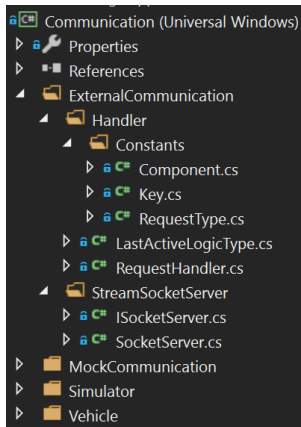 C# Communication (Universal Windows)
Properties
References
ExternalCommunication
Handler
Constants
C# Component.cs
C# Key.cs
C# RequestType.cs
C# LastActiveLogicType.cs
C# RequestHandler.cs
StreamSocketServer
C# ISocketServer.cs
C# SocketServer.cs
MockCommunication
Simulator
Vehicle